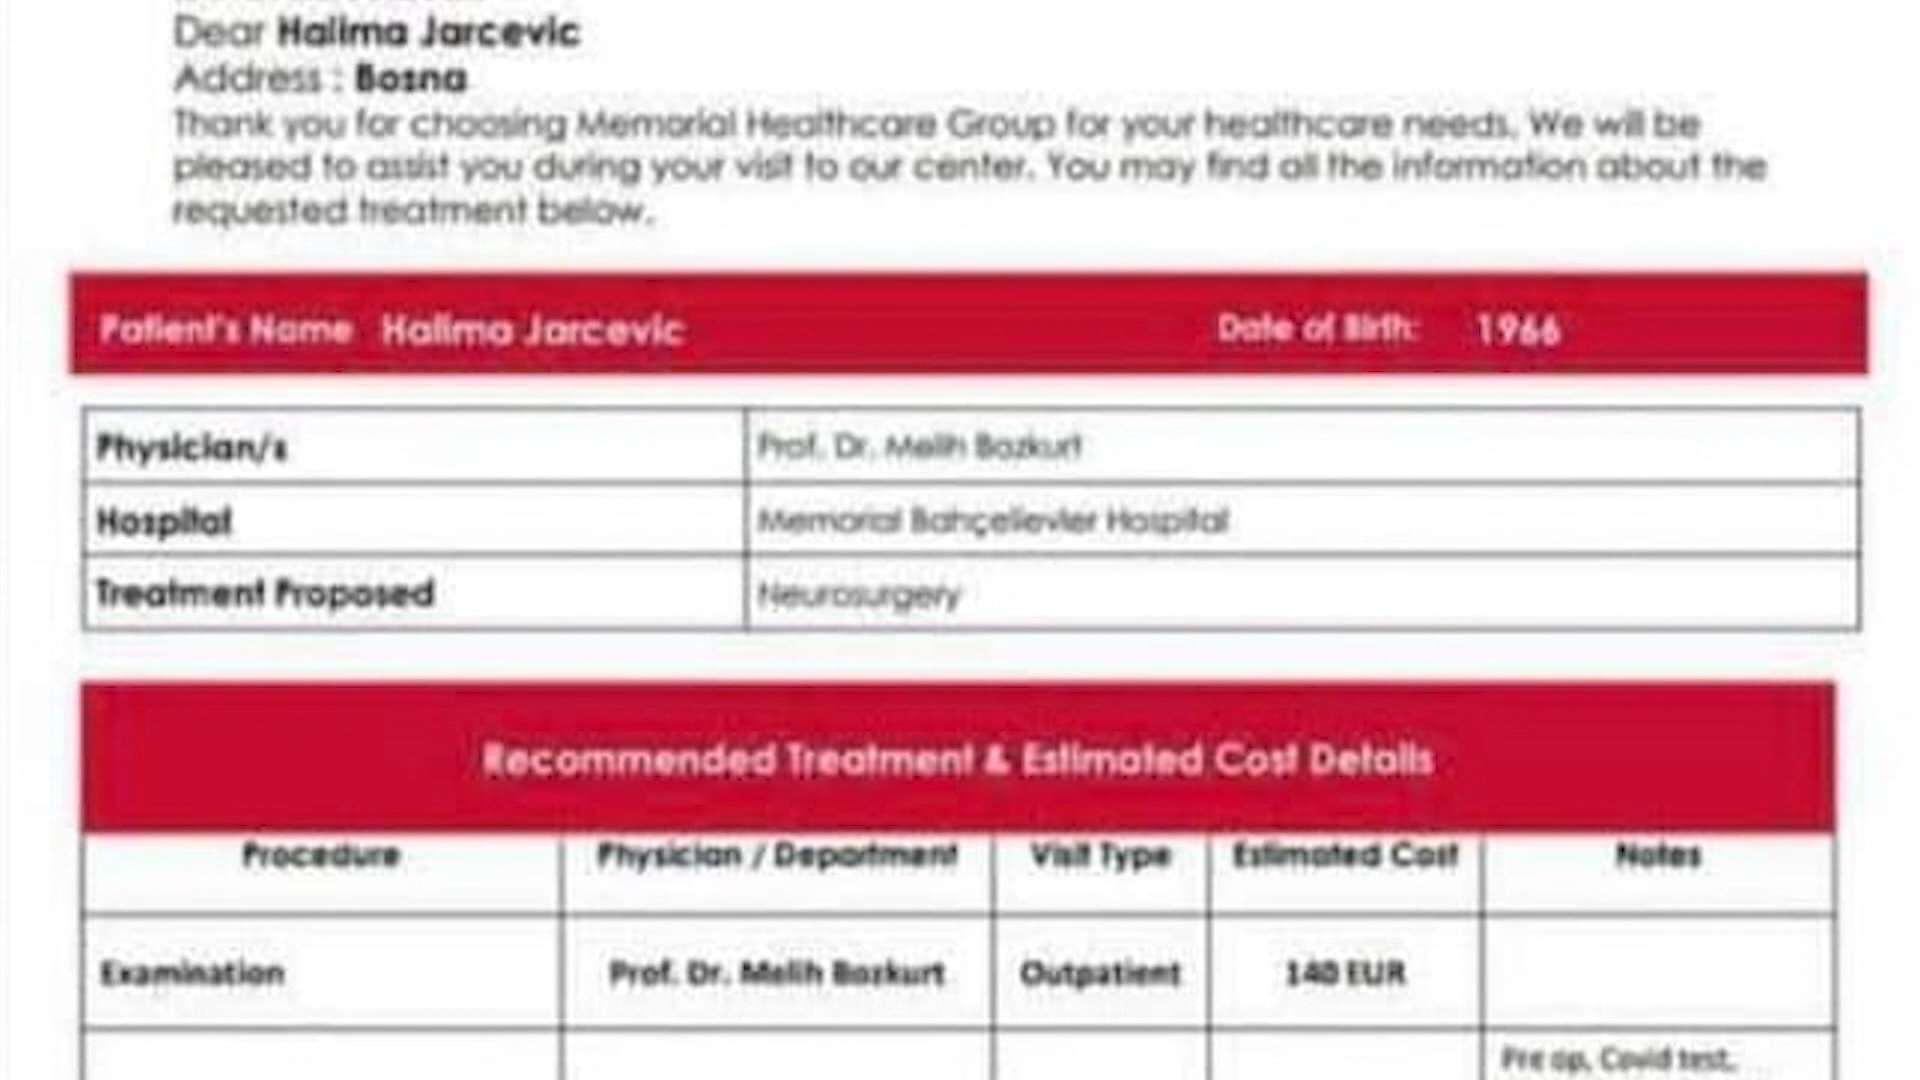 Dear Halima Jarcevic
Address : Bosna
Thank you for choosing Memorial Healthcare Group for your healthcare needs. We will be
pleased to assist you during your visit to our center. You may find all the information about the
requested treatment below.
Patient's Name Halima Jarcevic Date of Birth: 1966
Physician/s Prof. Dr. Melih Bozkurt
Hospital Memorial Bahçelievler Hospital
Treatment Proposed Neurosurgery
Recommended Treatment & Estimated Cost Details
Procedure Physician / Department Visit Type Estimated Cost Notes
Examination Prof. Dr. Melih Bozkurt Outpatient 140 EUR
Pre op, Covid test,